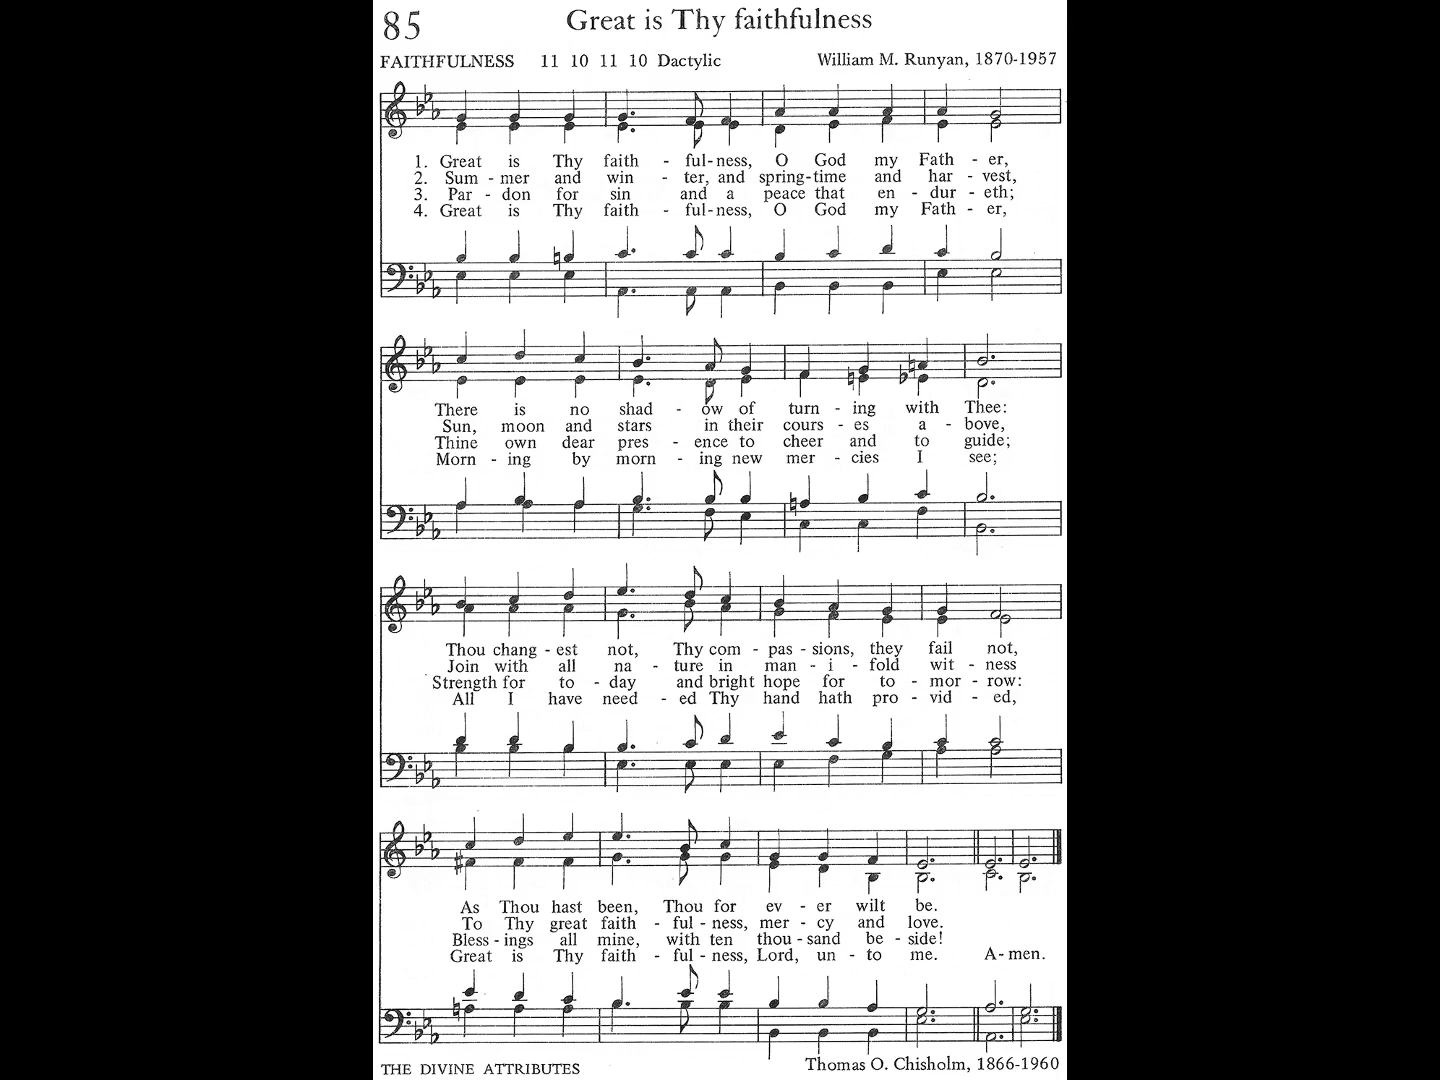 85 Great is Thy faithfulness
FAITHFULNESS 11 10 11 10 Dactylic William M. Runyan, 1870-1957
1. Great is Thy faith - ful - ness, O God my Fath - er,
2. Sum - mer and win - ter, and spring - time and har - vest,
3. Par - don for sin and a peace that en - dur - eth;
4. Great is Thy faith - ful - ness, O God my Fath - er,
There is no shad - ow of turn - ing with Thee:
Sun, moon and stars in their cours - es a - bove,
Thine own dear pres - ence to cheer and to guide;
Morn - ing by morn - ing new mer - cies I see;
Thou chang - est not, Thy com - pas - sions, they fail not,
Join with all na - ture in man - i - fold wit - ness
Strength for to - day and bright hope for to - mor - row:
All I have need - ed Thy hand hath pro - vid - ed,
As Thou hast been, Thou for ev - er wilt be.
To Thy great faith - ful - ness, mer - cy and love.
Bless - ings all mine, with ten thou - sand be - side!
Great is Thy faith - ful - ness, Lord, un - to me. A - men.
THE DIVINE ATTRIBUTES Thomas O. Chisholm, 1866-1960